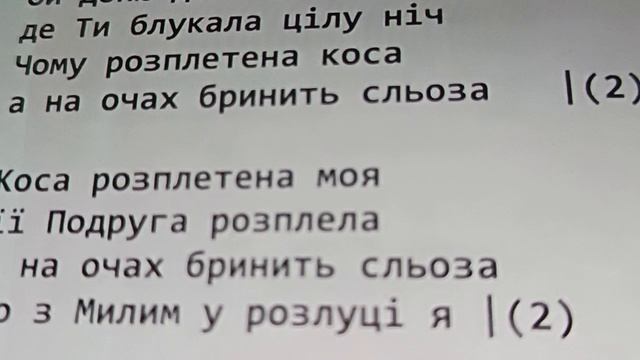 де Ти блукала цілу ніч
Чому розплетена коса
а на очах бринить сльоза |(2)
Коса розплетена моя
її Подруга розплела
на очах бринить сльоза
з Милим у розлуці я |(2)